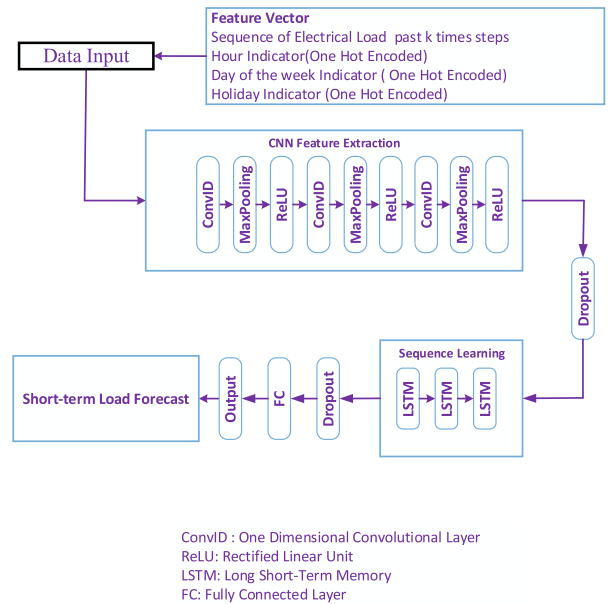 Feature Vector
Sequence of Electrical Load past k times steps
Hour Indicator(One Hot Encoded)
Day of the week Indicator ( One Hot Encoded)
Holiday Indicator (One Hot Encoded)
Data Input
CNN Feature Extraction
ConvID
MaxPooling
ReLU
ConvID
MaxPooling
ReLU
ConvID
MaxPooling
ReLU
Dropout
Sequence Learning
LSTM
LSTM
LSTM
Dropout
FC
Output
Short-term Load Forecast
ConvID : One Dimensional Convolutional Layer
ReLU: Rectified Linear Unit
LSTM: Long Short-Term Memory
FC: Fully Connected Layer